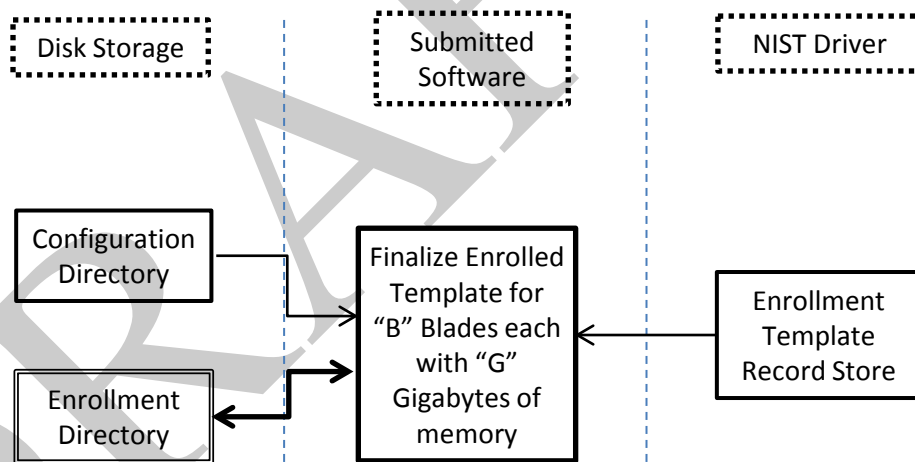 Disk Storage
Submitted
Software
NIST Driver
Configuration
Directory
Finalize Enrolled
Template for
“B” Blades each
with “G”
Gigabytes of
memory
Enrollment
Template
Record Store
Enrollment
Directory